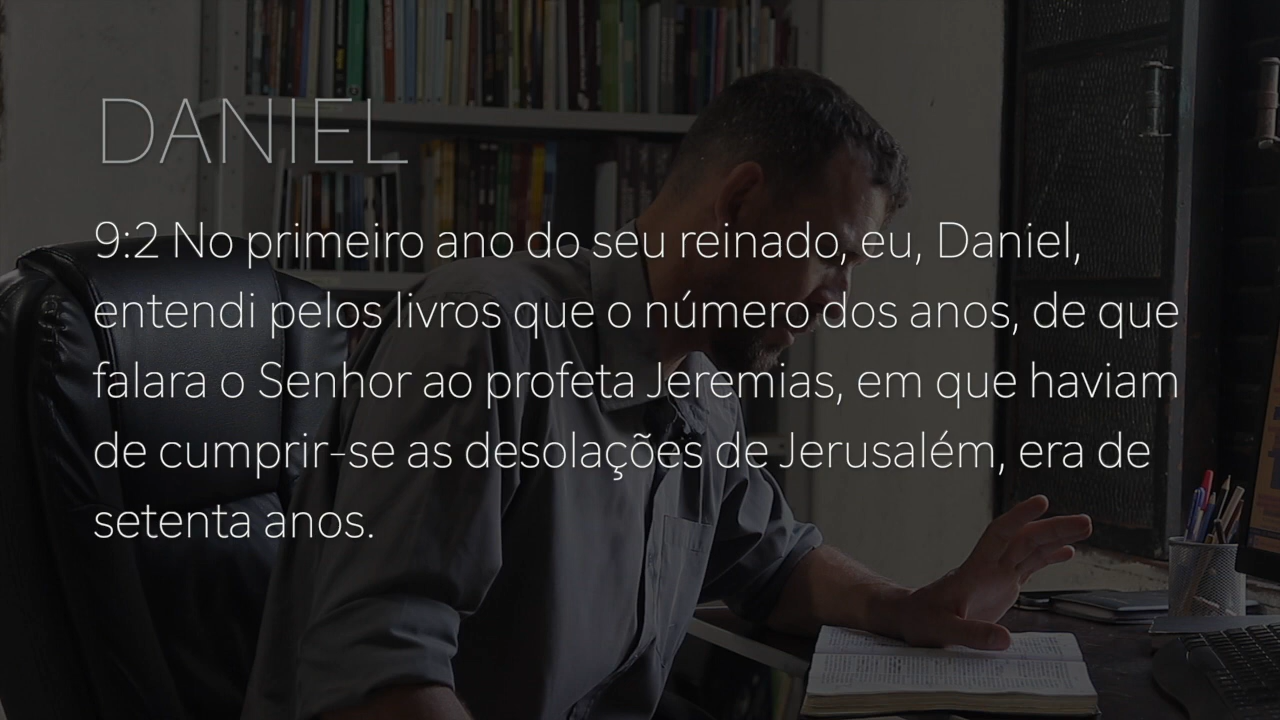 DANIEL
9:2 No primeiro ano do seu reinado, eu, Daniel,
entendi pelos livros que o número dos anos, de que
falara o Senhor ao profeta Jeremias, em que haviam
de cumprir-se as desolações de Jerusalém, era de
setenta anos.